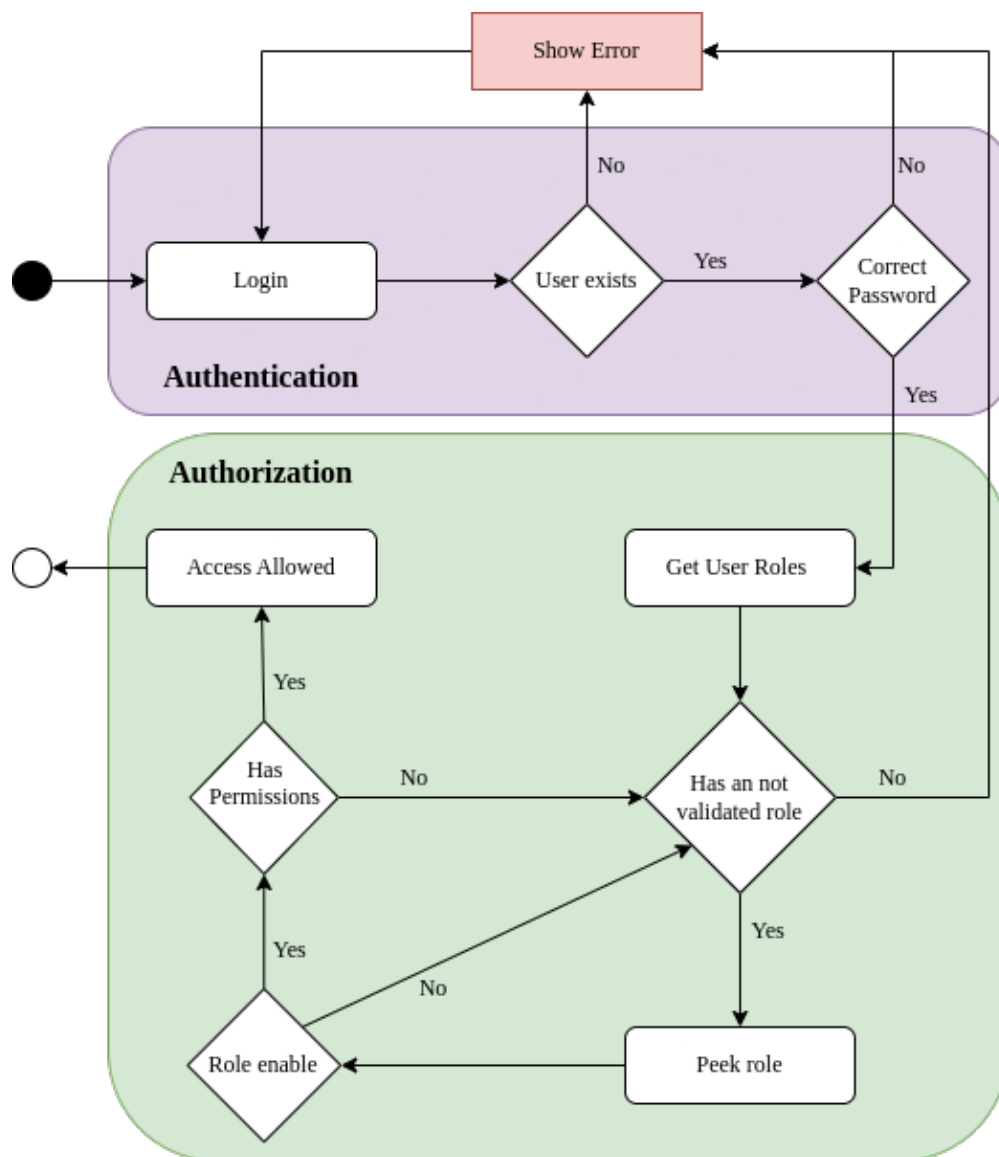 Show Error
No
No
Login
User exists
Yes
Correct
Password
Authentication
Yes
Authorization
Access Allowed
Get User Roles
Yes
Has
Permissions
No
Has an not
validated role
No
Yes
Yes
No
Role enable
Peek role